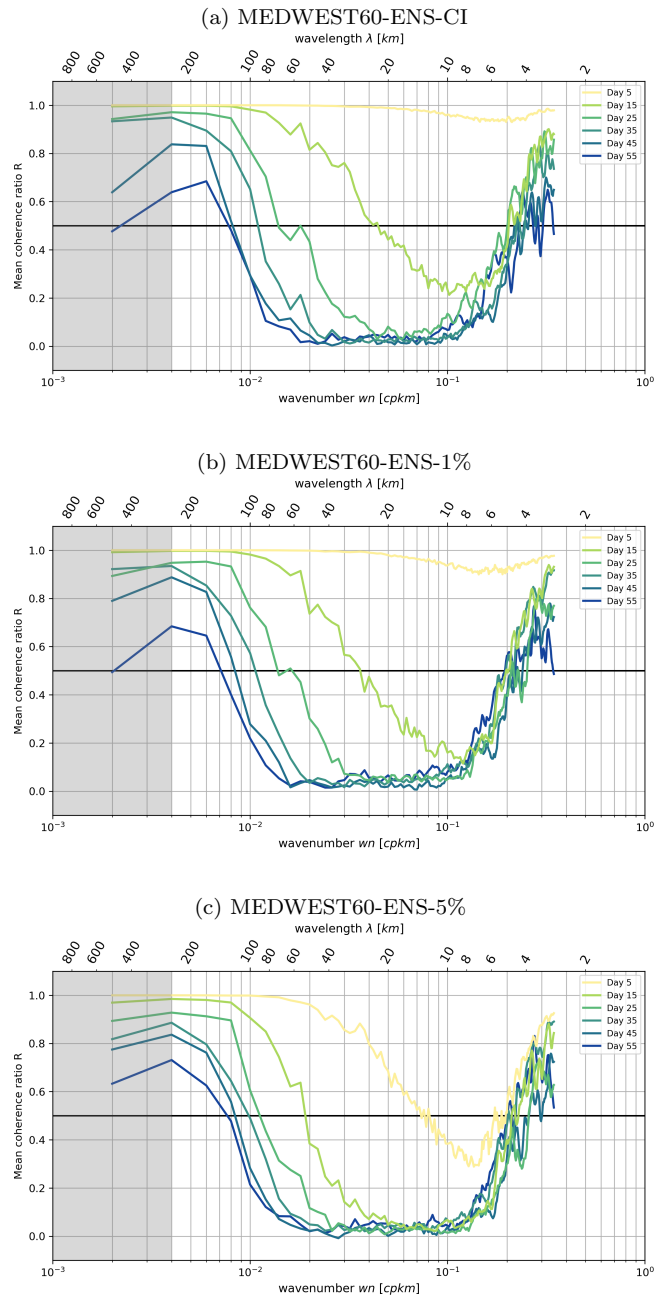 (a) MEDWEST60-ENS-CI
wavelength λ [km]
800 600 400 200 100 80 60 40 20 10 8 6 4 2
Mean coherence ratio R
1.0
0.8
0.6
0.4
0.2
0.0
Day 5
Day 15
Day 25
Day 35
Day 45
Day 55
10⁻³ 10⁻² 10⁻¹ 10⁰
wavenumber wn [cpkm]
(b) MEDWEST60-ENS-1%
wavelength λ [km]
800 600 400 200 100 80 60 40 20 10 8 6 4 2
Mean coherence ratio R
1.0
0.8
0.6
0.4
0.2
0.0
Day 5
Day 15
Day 25
Day 35
Day 45
Day 55
10⁻³ 10⁻² 10⁻¹ 10⁰
wavenumber wn [cpkm]
(c) MEDWEST60-ENS-5%
wavelength λ [km]
800 600 400 200 100 80 60 40 20 10 8 6 4 2
Mean coherence ratio R
1.0
0.8
0.6
0.4
0.2
0.0
Day 5
Day 15
Day 25
Day 35
Day 45
Day 55
10⁻³ 10⁻² 10⁻¹ 10⁰
wavenumber wn [cpkm]